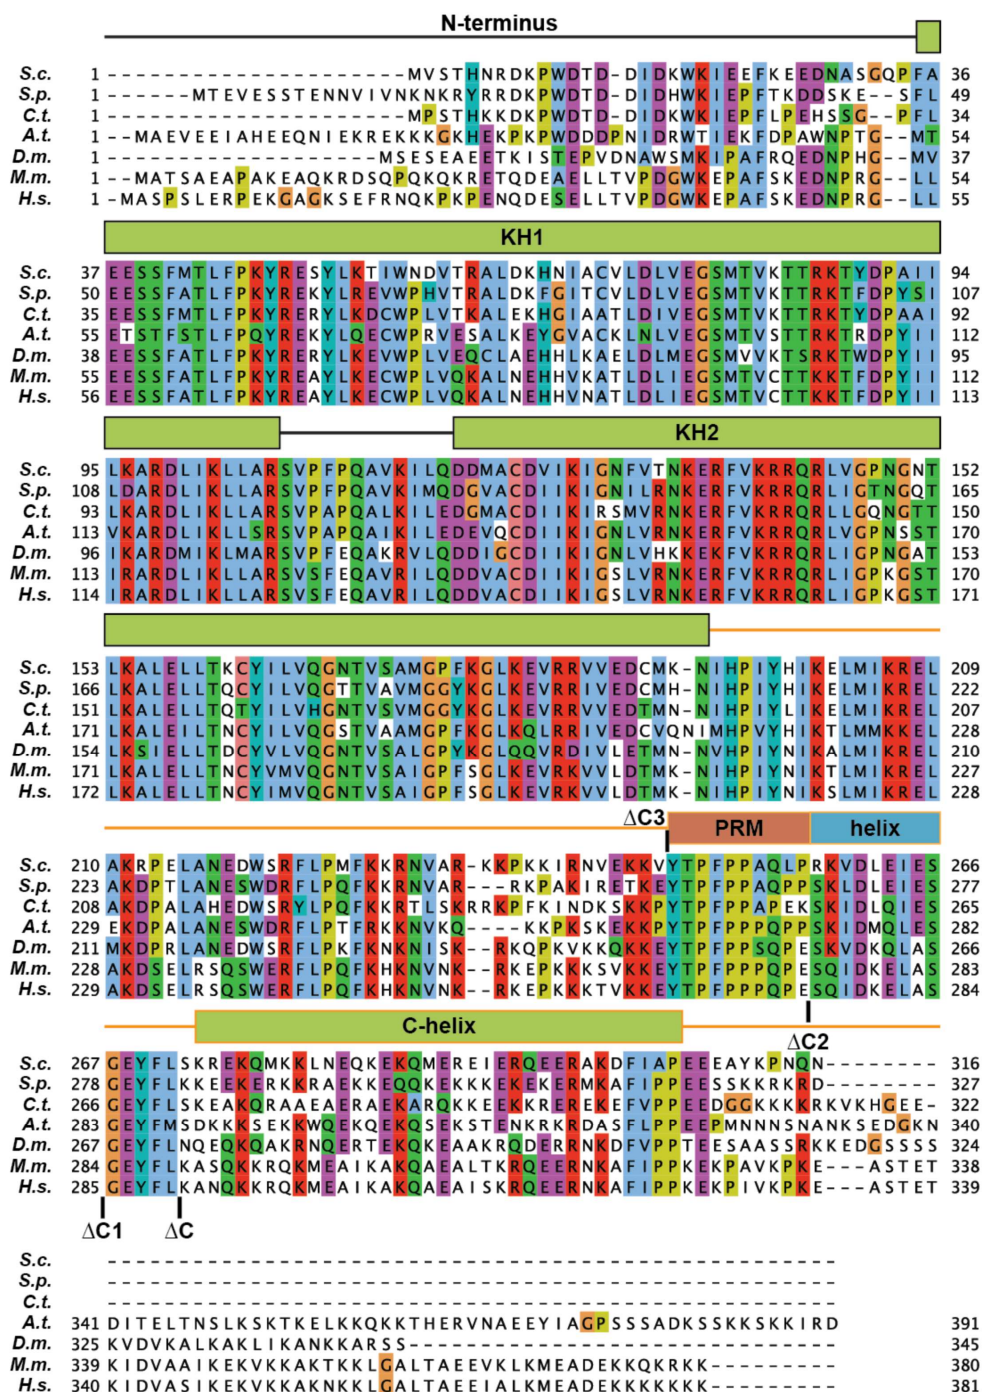 N-terminus
S.c. 1 ---------------------MVSTHNRDKPWDTD-DIDKWKIEEFKEEDNASGQPFA 36
S.p. 1 ------MTEVESSTENNVIVNKNKRYRRDKPWDTD-DIDHWKIEPFTKDDSKE--SFL 49
C.t. 1 ---------------------MPSTHKKDKPWDTD-DIDKWKIEPFLPEHSSG--PFL 34
A.t. 1 --MAEVEEIAHEEQNIEKREKKKGKHEKPKPWDDDPNIDRWTIEKFDPAWNPTG--MT 54
D.m. 1 -------------------MSESEAEETKISTEPVDNAWSMKIPAFRQEDNPHG--MV 37
M.m. 1 --MATSAEAPAKEAQKRDSQPQKQKRETQDEAELLTVPDGWKEPAFSKEDNPRG--LL 54
H.s. 1 -MASPSLERPEKGAGKSEFRNQKPKPENQDESELLTVPDGWKEPAFSKEDNPRG--LL 55
KH1
S.c. 37 EESSFMTLFPKYRESYLKTIWNDVTRALDKHNIACVLDLVEGSMTVKTTRKTYDPAII 94
S.p. 50 EESSFATLFPKYREKYLREVWPHVTRALDKFGITCVLDLVEGSMTVKTTRKTFDPYSI 107
C.t. 35 EESSFMTLFPKYRERYLKDCWPLVTKALEKHGIAATLDIVEGSMTVKTTRKTYDPAAI 92
A.t. 55 ETSTFSTLFPQYREKYLQECWPRVESALKEYGVACKLNLVEGSMTVSTTRKTRDPYII 112
D.m. 38 EESSFATLFPKYRERYLKEVWPLVEQCLAEHHLKAELDLMEGSMVVKTSRKTWDPYII 95
M.m. 55 EESSFATLFPKYREAYLKECWPLVQKALNEHHVKATLDLIEGSMTVCTTKKTFDPYII 112
H.s. 56 EESSFATLFPKYREAYLKECWPLVQKALNEHHVNATLDLIEGSMTVCTTKKTFDPYII 113
KH2
S.c. 95 LKARDLIKLLARSVPFPQAVKILQDDMACDVIKIGNFVTNKERFVKRRQRLVGPNGNT 152
S.p. 108 LDARDLIKLLARSVPFPQAVKIMQDGVACDIIKIGNILRNKERFVKRRQRLIGTNGQT 165
C.t. 93 LKARDLIKLLARSVPAPQALKILEDGMACDIIKIRSMVRNKERFVKRRQRLLGQNGTT 150
A.t. 113 VKARDLIKLLSRSVPAPQAIKILEDEVQCDIIKIGNLVRNKERFVKRRQRLVGPNSST 170
D.m. 96 IKARDMIKLMARSVPFEQAKRVLQDDIGCDIIKIGNLVHKKEKFVKRRQRLIGPNGAT 153
M.m. 113 IRARDLIKLLARSVSFEQAVRILQDDVACDIIKIGSLVRNKERFVKRRQRLIGPKGST 170
H.s. 114 IRARDLIKLLARSVSFEQAVRILQDDVACDIIKIGSLVRNKERFVKRRQRLIGPKGST 171
S.c. 153 LKALELLTKCYILVQGNTVSAMGPFKGLKEVRRVVEDCMK-NIHPIYHIKELMIKREL 209
S.p. 166 LKALELLTQCYILVQGTTVAVMGGYKGLKEVRRIVEDCMH-NIHPIYHIKELMIKREL 222
C.t. 151 LKALELLTQTYILVHGNTVSVMGGYKGLKEVRRVVEDTMN-NIHPIYLIKELMIKREL 207
A.t. 171 LKALEILTNCYILVQGSTVAAMGPFKGLKQLRRIVEDCVQNIMHPVYHIKTLMMKKEL 228
D.m. 154 LKSIELLTDCYVLVQGNTVSALGPYKGLQQVRDIVLETMN-NVHPIYNIKALMIKREL 210
M.m. 171 LKALELLTNCYVMVQGNTVSAIGPFSGLKEVRKVVLDTMK-NIHPIYNIKTLMIKREL 227
H.s. 172 LKALELLTNCYIMVQGNTVSAIGPFSGLKEVRKVVLDTMK-NIHPIYNIKSLMIKREL 228
ΔC3 PRM helix
S.c. 210 AKRPELANEDWSRFLPMFKKRNVAR-KKPKKIRNVEKKVYTPFPPAQLPRKVDLEIES 266
S.p. 223 AKDPTLANESWDRFLPQFKKRNVAR---RKPAKIRETKEYTPFPPAQPPSKLDLEIES 277
C.t. 208 AKDPALAHEDWSRYLPQFKKRTLSKRRKPFKINDKSKKPYTPFPPAPEKSKIDLQIES 265
A.t. 229 EKDPALANESWDRFLPTFRKKNVKQ----KKPKSKEKKPYTPFPPPQPPSKIDMQLES 282
D.m. 211 MKDPRLANEDWSRFLPKFKNKNISK--RKQPKVKKQKKEYTPFPPSQPESKVDKQLES 266
M.m. 228 AKDSELRSQSWERFLPQFKHKNVNK--RKEPKKKSVKKEYTPFPPPQPESQIDKELAS 283
H.s. 229 AKDSELRSQSWERFLPQFKHKNVNK--RKEPKKKTVKKEYTPFPPPQPESQIDKELAS 284
C-helix ΔC2
S.c. 267 GEYFLSKREKQMKKLNEQKEKQMEREIERQEERAKDFIAPEEEAYKPNQN-------- 316
S.p. 278 GEYFLKKEEKERKKRAEKKEQQKEKKKEKEKERMKAFIPPEESSKKRKRD-------- 327
C.t. 266 GEYFLSKEAKQRAAEAERAEKARQKKEEKKREREKEFVPPEEDGGKKKKRKVKHGEE- 322
A.t. 283 GEYFMSDKKKSEKKWQEKQEKQSEKSTENKRKRDASFLPPEEPMNNNSNANKSEDGKN 340
D.m. 267 GEYFLNQEQKQAKRNQERTEKQKEAAKRQDERRNKDFVPPTEESAASSRKKEDGSSSS 324
M.m. 284 GEYFLKASQKKRQKMEAIKAKQAEALTKRQEERNKAFIPPKEKPAVKPKE---ASTET 338
H.s. 285 GEYFLKANQKKRQKMEAIKAKQAEAISKRQEERNKAFIPPKEKPIVKPKE---ASTET 339
ΔC1 ΔC
S.c. ---------------------------------------------------
S.p. ---------------------------------------------------
C.t. ---------------------------------------------------
A.t. 341 DITELTNSLKSKTKELKKQKKTHERVNAEEYIAGPSSSADKSSKKSKKIRD 391
D.m. 325 KVDVKALKAKLIKANKKARSS------------------------------ 345
M.m. 339 KIDVAAIKEKVKKAKTKKLGALTAEEVKLKMEADEKKQKRKK--------- 380
H.s. 340 KIDVASIKEKVKKAKNKKLGALTAEEIALKMEADEKKKKKKK--------- 381